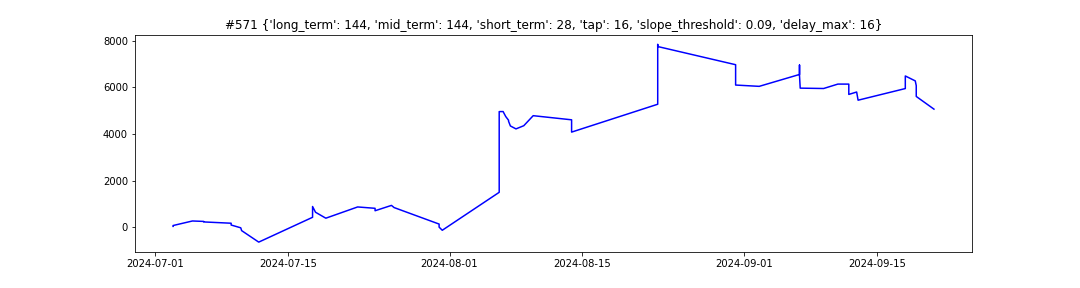 #571 {'long_term': 144, 'mid_term': 144, 'short_term': 28, 'tap': 16, 'slope_threshold': 0.09, 'delay_max': 16}
8000
6000
4000
2000
0
2024-07-01 2024-07-15 2024-08-01 2024-08-15 2024-09-01 2024-09-15